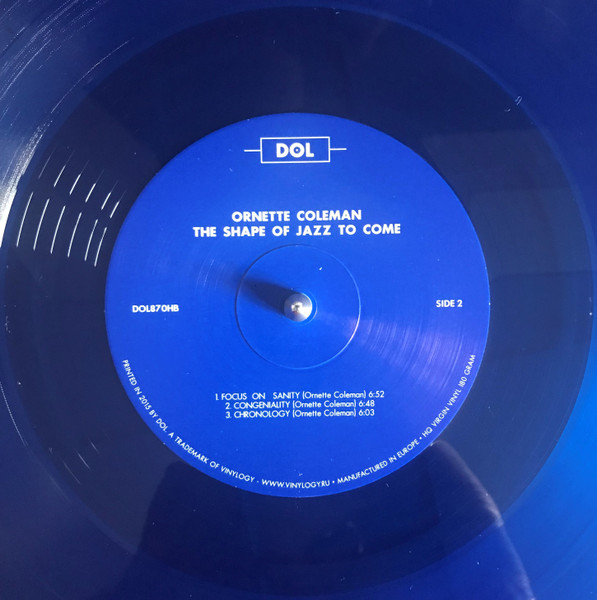 DOL
ORNETTE COLEMAN
THE SHAPE OF JAZZ TO COME
DOL870HB
SIDE 2
1. FOCUS ON SANITY (Ornette Coleman) 6:52
2. CONGENIALITY (Ornette Coleman) 6:48
3. CHRONOLOGY (Ornette Coleman) 6:03
PRINTED IN 2015 BY DOL. A TRADEMARK OF VINYLOGY - WWW.VINYLOGY.RU • MANUFACTURED IN EUROPE • HQ VIRGIN VINYL 180 GRAM